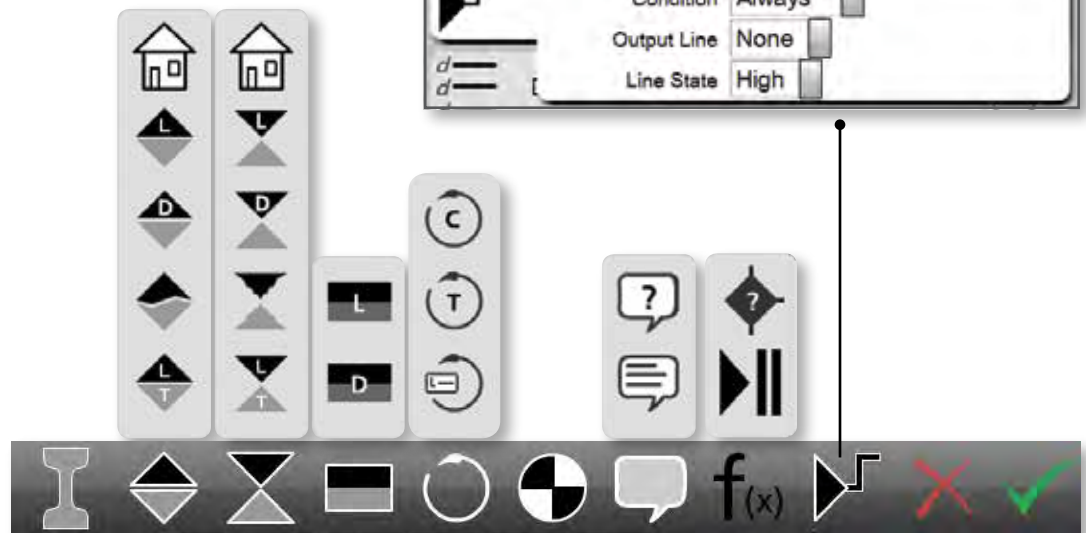 Condition Always
Output Line None
Line State High
d
d
d
L
L
D
D
C
L
?
?
T
L
T
L
T
D
L
f(x)